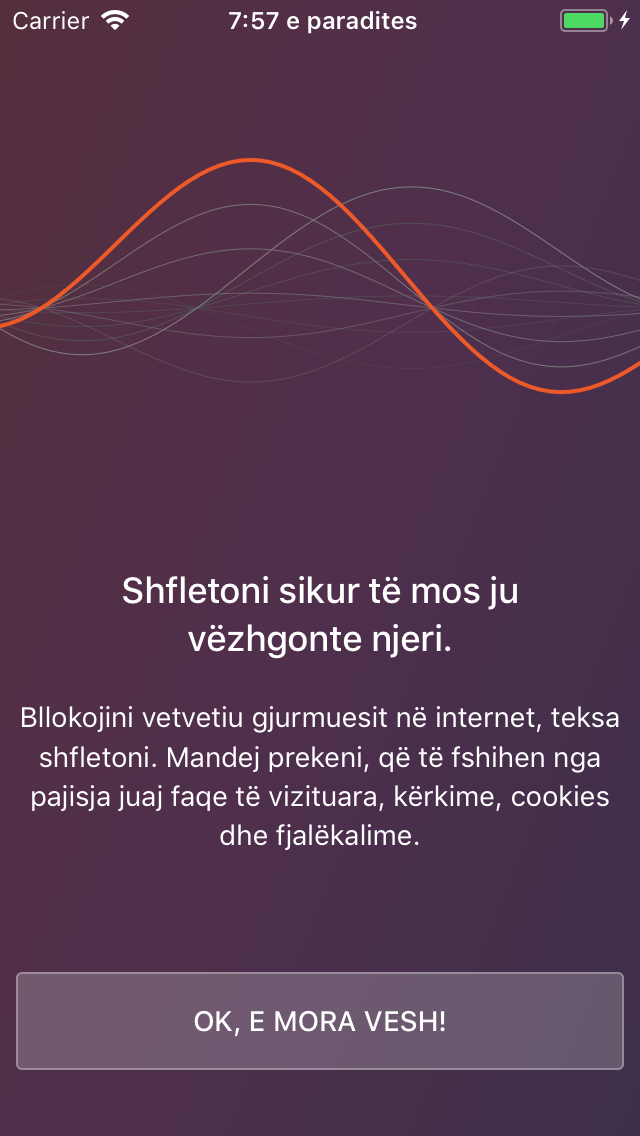 Carrier 7:57 e paradites
Shfletoni sikur të mos ju
vëzhgonte njeri.
Bllokojini vetvetiu gjurmuesit në internet, teksa
shfletoni. Mandej prekeni, që të fshihen nga
pajisja juaj faqe të vizituara, kërkime, cookies
dhe fjalëkalime.
OK, E MORA VESH!